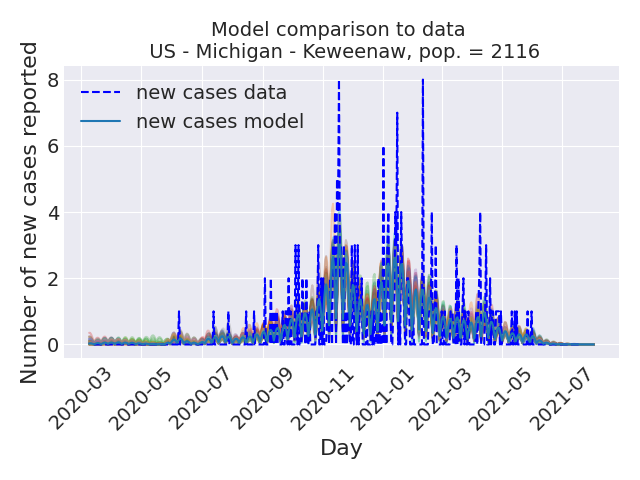 Model comparison to data
US - Michigan - Keweenaw, pop. = 2116
Number of new cases reported
8
6
4
2
0
new cases data
new cases model
2020-03
2020-05
2020-07
2020-09
2020-11
2021-01
2021-03
2021-05
2021-07
Day